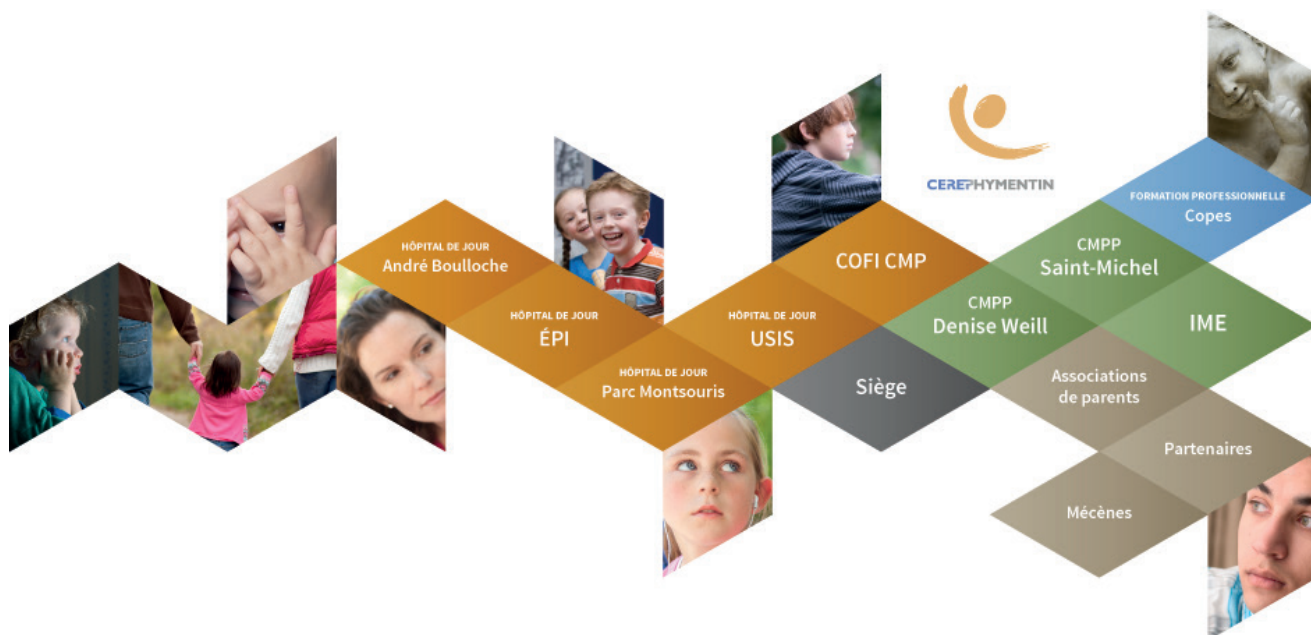 CEREPHYMENTIN
FORMATION PROFESSIONNELLE
Copes
HÔPITAL DE JOUR
André Boulloche
CMPP
Saint-Michel
COFI CMP
HÔPITAL DE JOUR
ÉPI
HÔPITAL DE JOUR
USIS
CMPP
Denise Weill
IME
HÔPITAL DE JOUR
Parc Montsouris
Siège
Associations
de parents
Partenaires
Mécènes